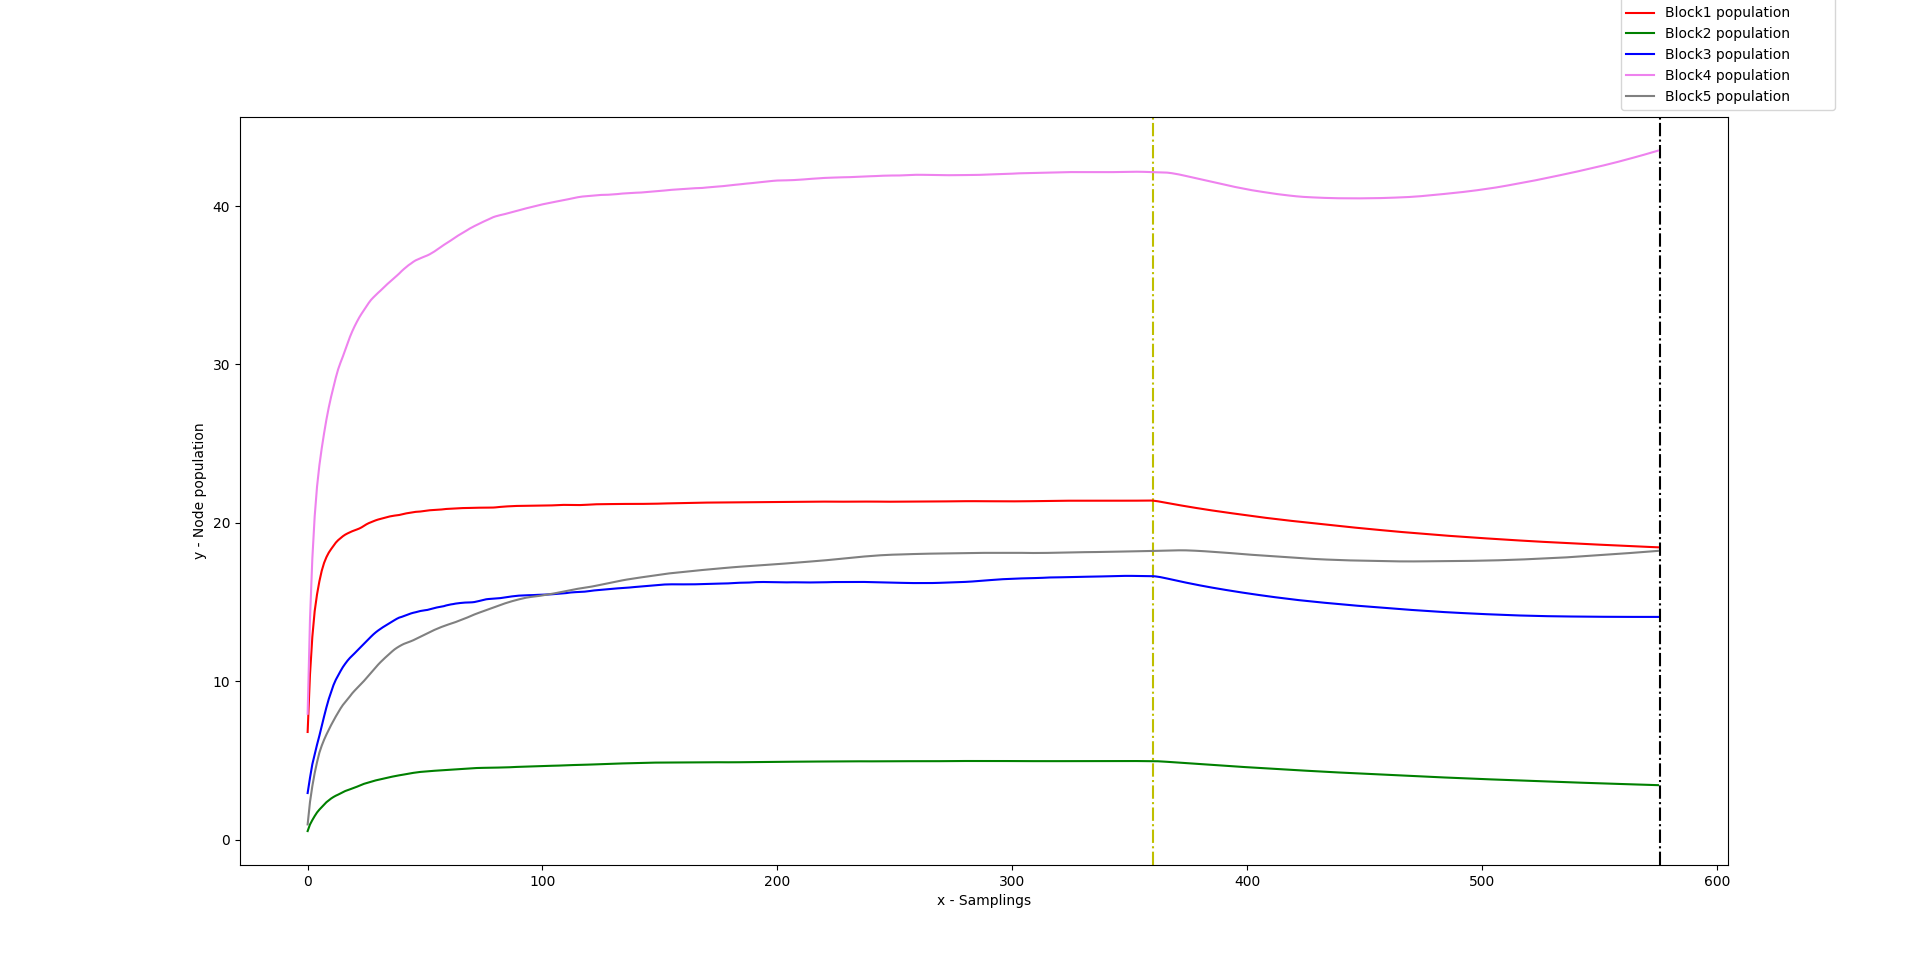 Block1 population
Block2 population
Block3 population
Block4 population
Block5 population
40
30
20
10
0
y - Node population
0 100 200 300 400 500 600
x - Samplings